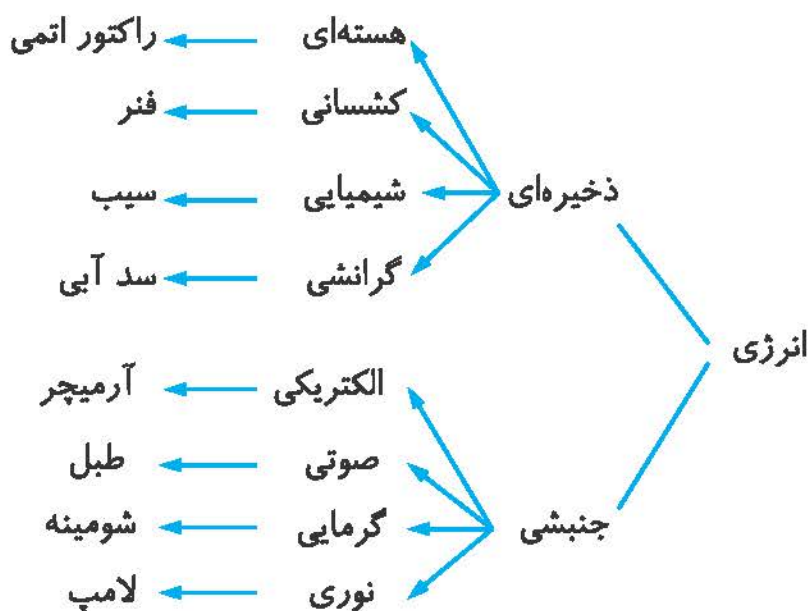 هسته‌ای راکتور اتمی
کشسانی فنر
ذخیره‌ای شیمیایی سیب
گرانشی سد آبی
انرژی
الکتریکی آرمیچر
صوتی طبل
جنبشی گرمایی شومینه
نوری لامپ